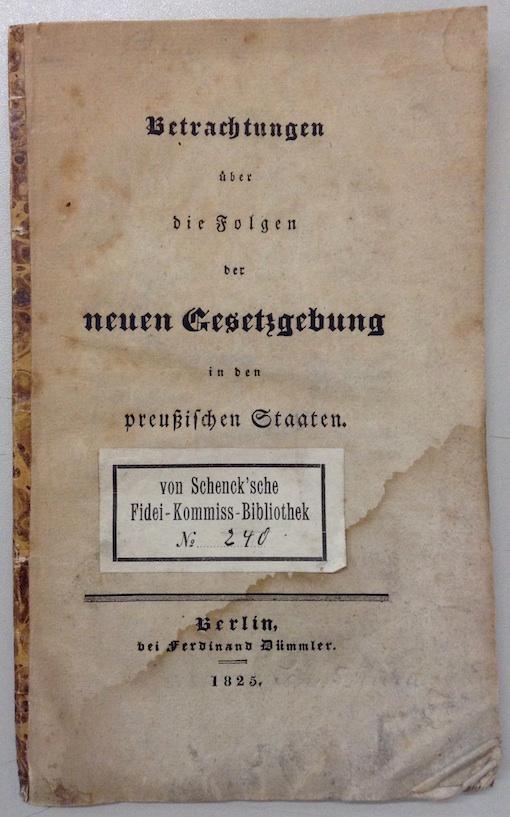 Betrachtungen
über
die Folgen
der
neuen Gesetzgebung
in den
preußischen Staaten.
von Schenck'sche
Fidei-Kommiss-Bibliothek
№ 240
Berlin,
bei Ferdinand Dümmler.
1825.